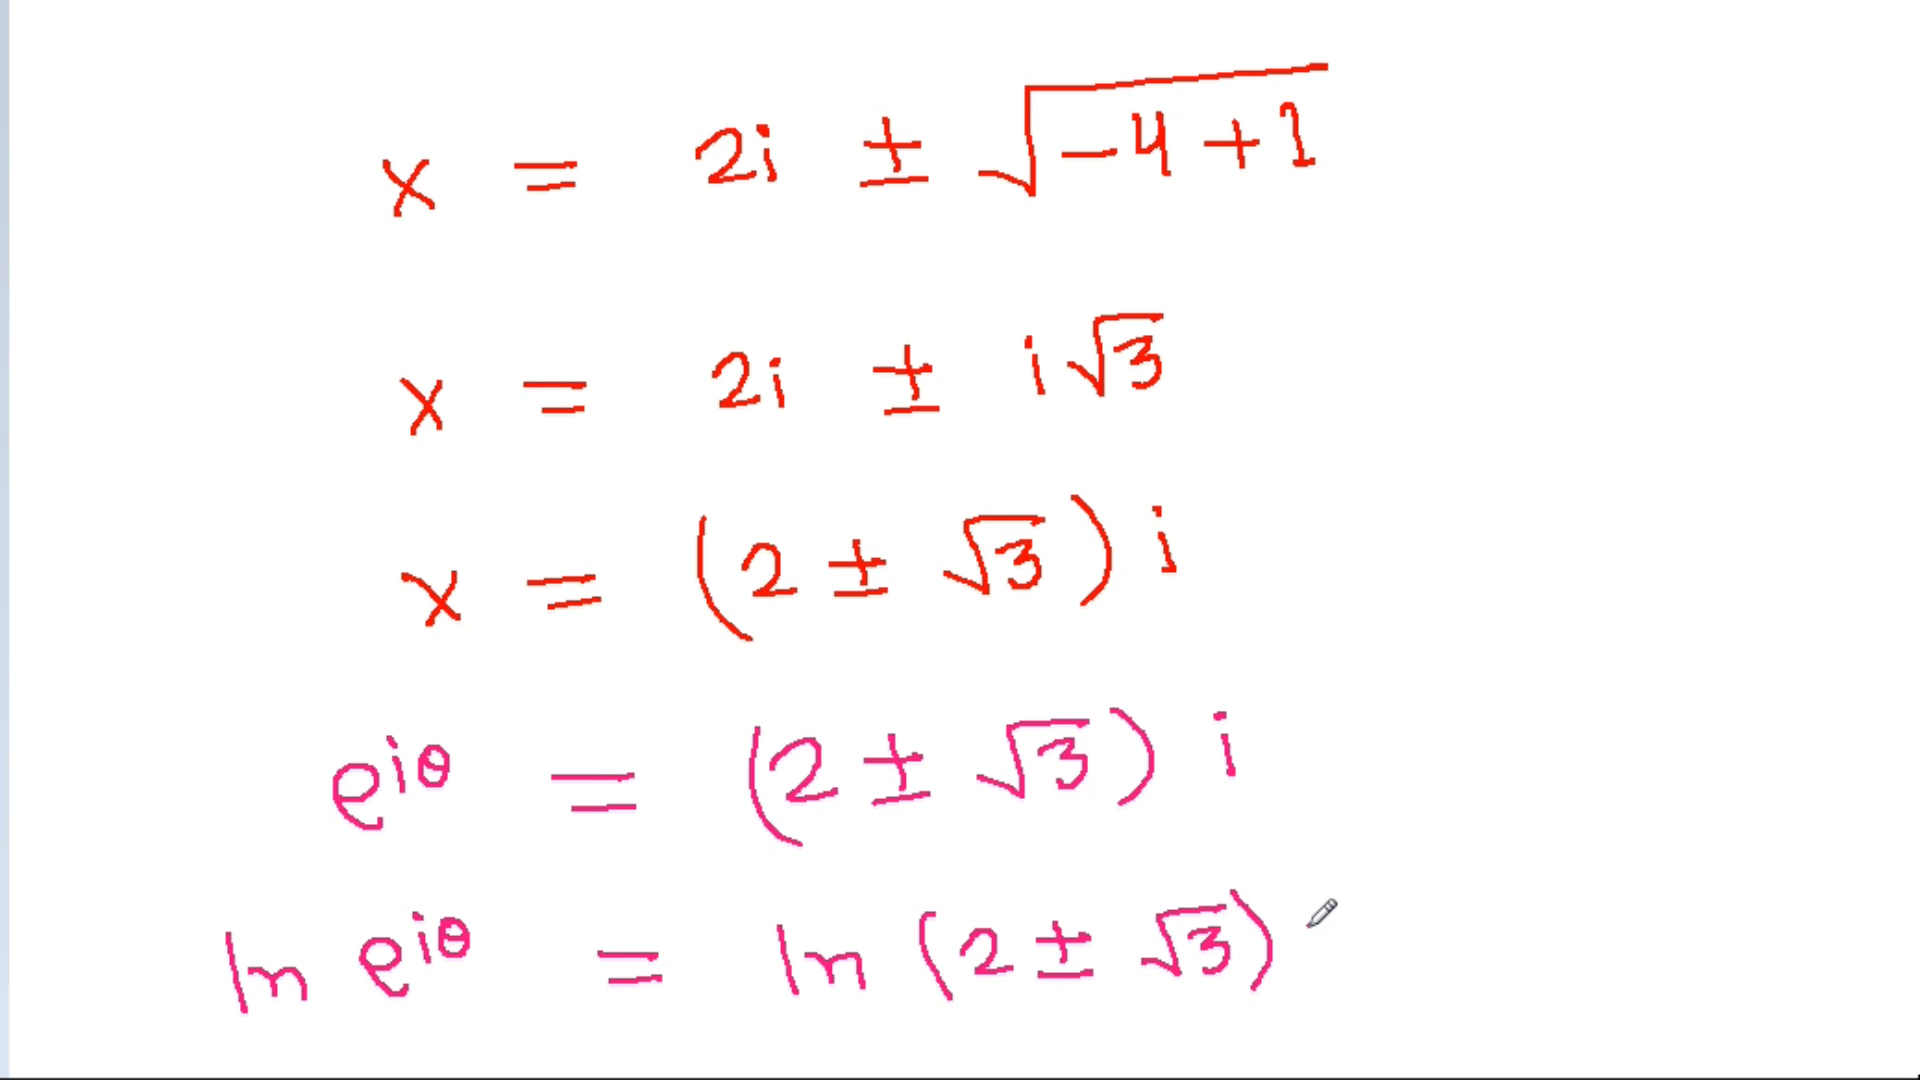 x = 2i ± √-4+1
x = 2i ± i√3
x = (2 ± √3) i
e^iθ = (2 ± √3) i
ln e^iθ = ln (2 ± √3)